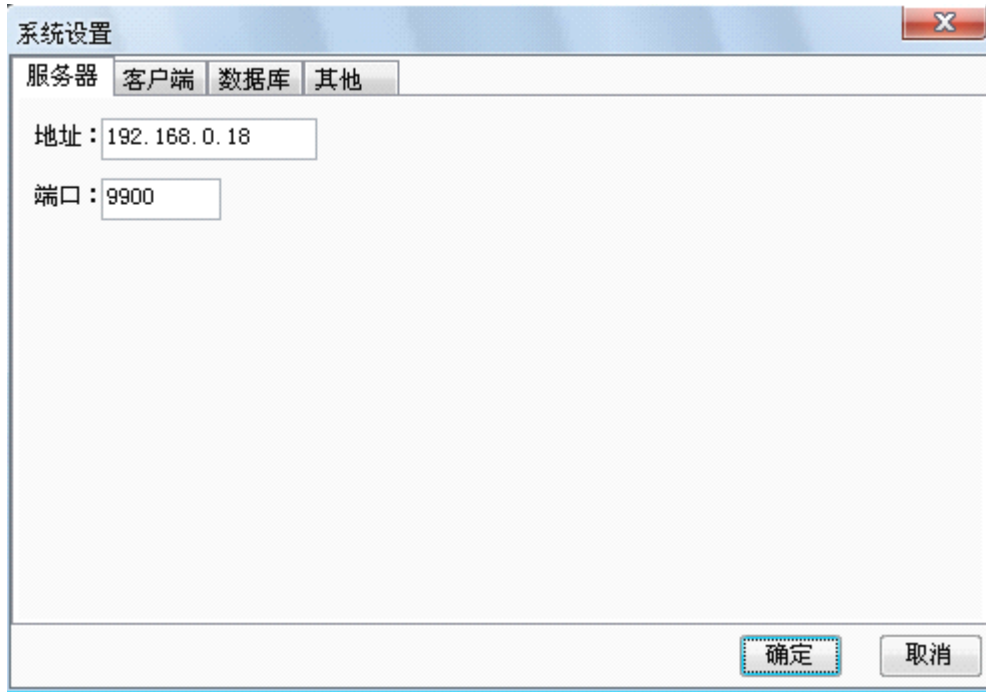 系统设置
服务器 客户端 数据库 其他
地址：192.168.0.18
端口：9900
确定 取消